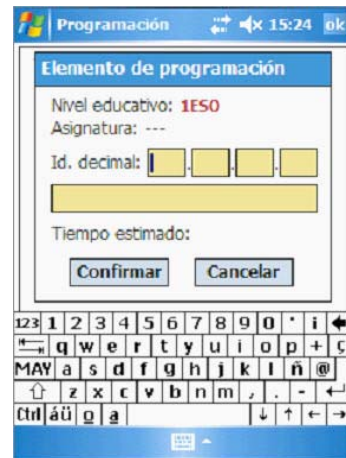 Programación 15:24 ok
Elemento de programación
Nivel educativo: 1ESO
Asignatura: ---
Id. decimal: . . .
Tiempo estimado:
Confirmar Cancelar
123 1 2 3 4 5 6 7 8 9 0 ' ¡
q w e r t y u i o p + ç
MAY a s d f g h j k l ñ @
z x c v b n m , . -
Ctrl áü º ª